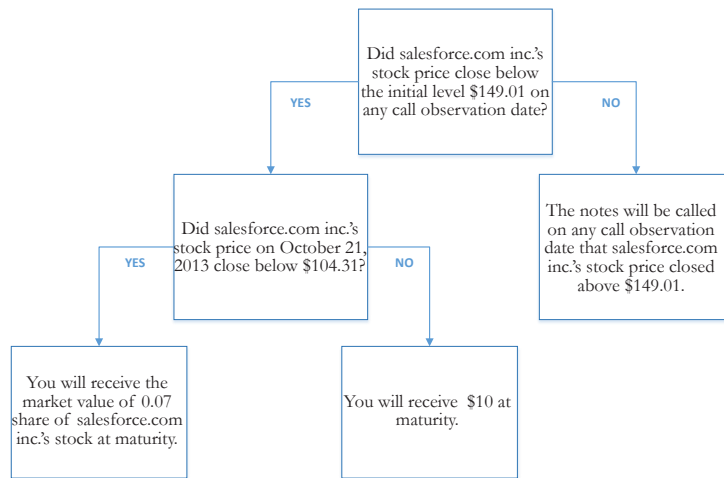 Did salesforce.com inc.'s
stock price close below
the initial level $149.01 on
any call observation date?
YES
NO
Did salesforce.com inc.'s
stock price on October 21,
2013 close below $104.31?
The notes will be called
on any call observation
date that salesforce.com
inc.'s stock price closed
above $149.01.
YES
NO
You will receive the
market value of 0.07
share of salesforce.com
inc.'s stock at maturity.
You will receive $10 at
maturity.